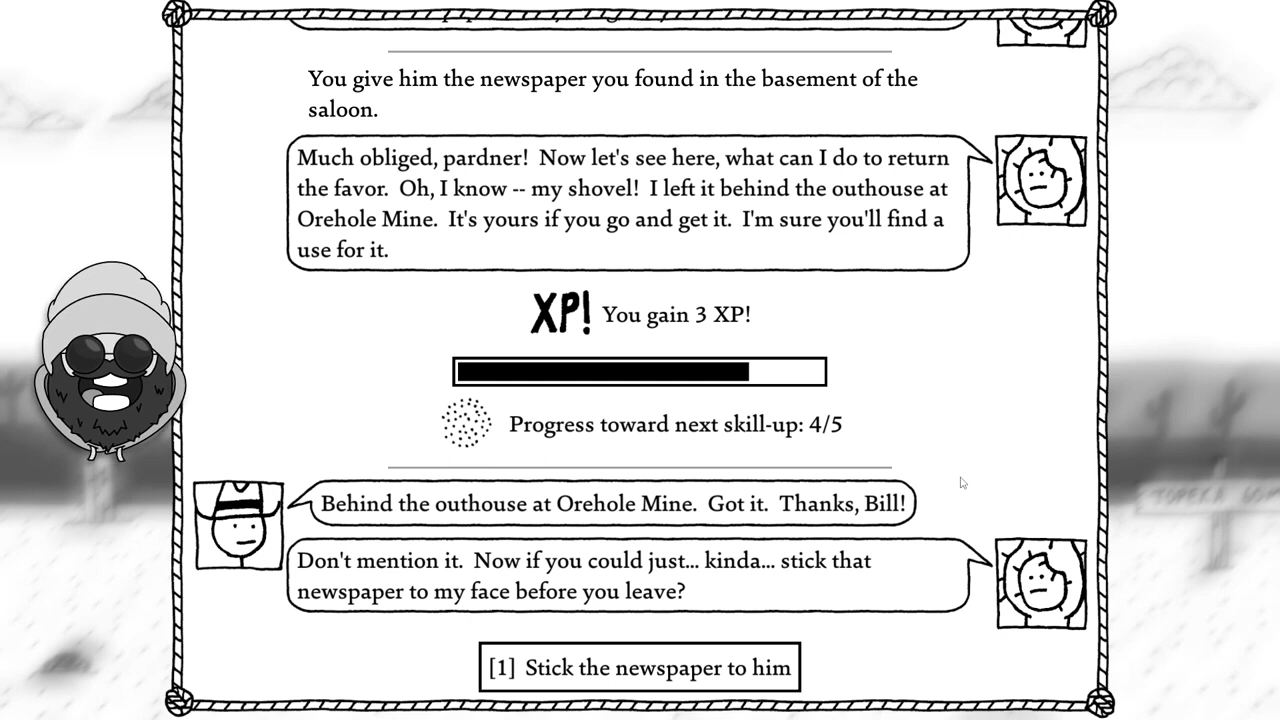 You give him the newspaper you found in the basement of the
saloon.
Much obliged, pardner!  Now let's see here, what can I do to return
the favor.  Oh, I know -- my shovel!  I left it behind the outhouse at
Orehole Mine.  It's yours if you go and get it.  I'm sure you'll find a
use for it.
XP! You gain 3 XP!
Progress toward next skill-up: 4/5
Behind the outhouse at Orehole Mine.  Got it.  Thanks, Bill!
Don't mention it.  Now if you could just... kinda... stick that
newspaper to my face before you leave?
[1] Stick the newspaper to him